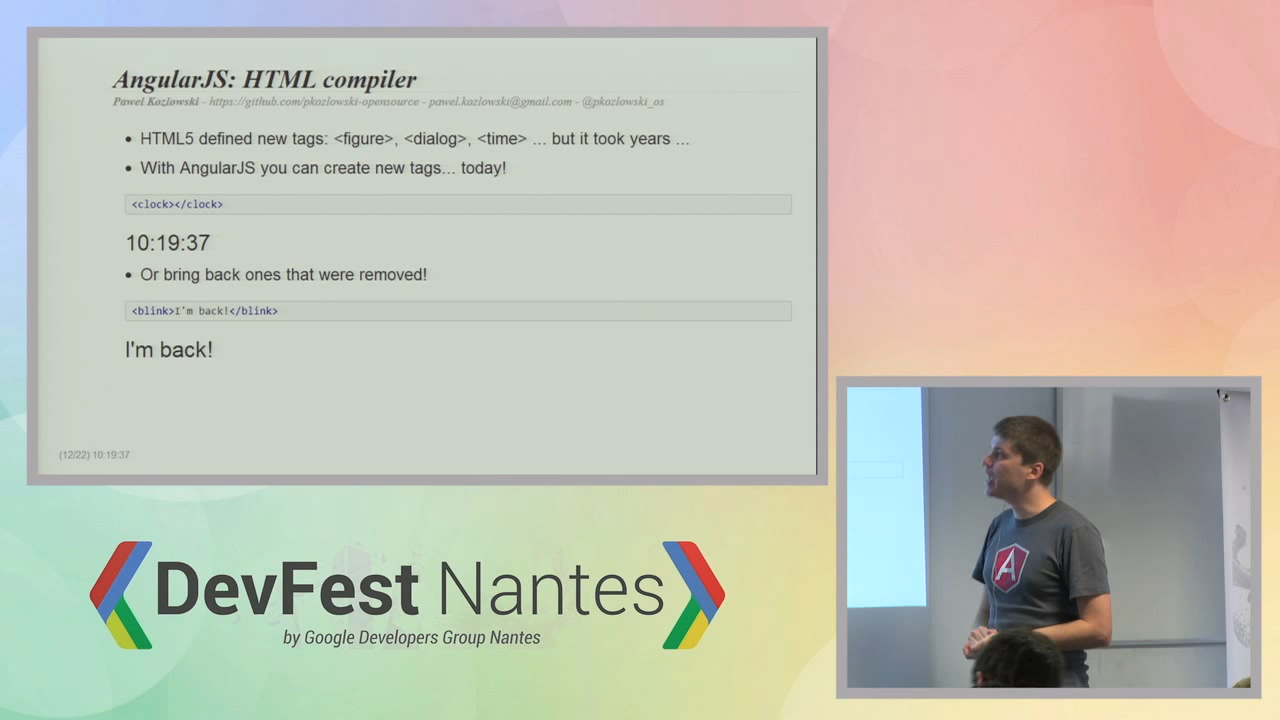 AngularJS: HTML compiler
Pawel Kozlowski - https://github.com/pkozlowski-opensource - pawel.kozlowski@gmail.com - @pkozlowski_os
• HTML5 defined new tags: <figure>, <dialog>, <time> ... but it took years ...
• With AngularJS you can create new tags... today!
<clock></clock>
10:19:37
• Or bring back ones that were removed!
<blink>I'm back!</blink>
I'm back!
(12/22) 10:19:37
A
DevFest Nantes
by Google Developers Group Nantes